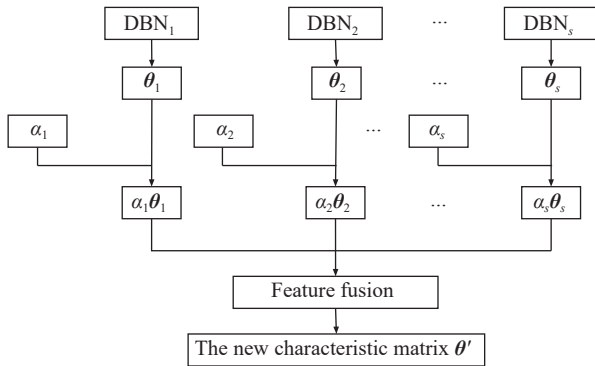 DBN₁ DBN₂ ... DBNₛ
θ₁ θ₂ ... θₛ
α₁ α₂ ... αₛ
α₁θ₁ α₂θ₂ ... αₛθₛ
Feature fusion
The new characteristic matrix θ′